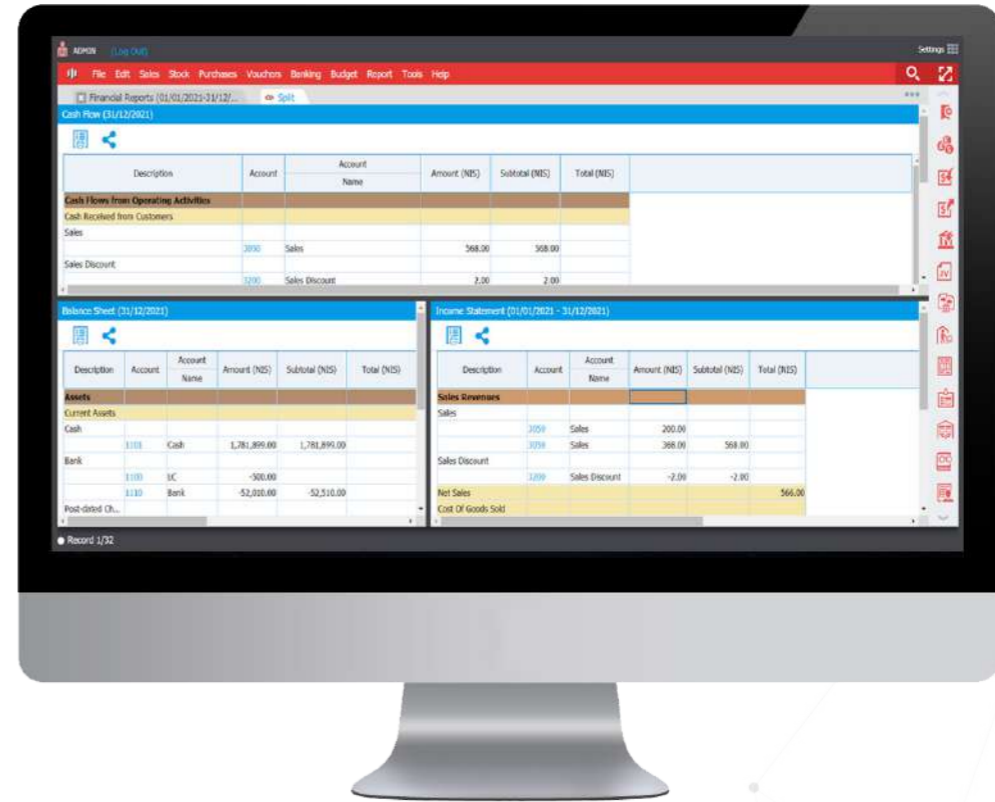 ADMIN (Log Out) Settings
File Edit Sales Stock Purchases Vouchers Banking Budget Report Tools Help
Financial Reports (01/01/2021-31/12/... Split
Cash Flow (31/12/2021)
Description Account Account Name Amount (NIS) Subtotal (NIS) Total (NIS)
Cash Flows from Operating Activities
Cash Received from Customers
Sales
Sales 568.00 568.00
Sales Discount
3200 Sales Discount 2.00 2.00
Balance Sheet (31/12/2021)
Description Account Account Name Amount (NIS) Subtotal (NIS) Total (NIS)
Assets
Current Assets
Cash
1101 Cash 1,781,899.00 1,781,899.00
Bank
1100 LC -500.00
1110 Bank -52,010.00 -52,510.00
Post-dated Ch...
Income Statement (01/01/2021 - 31/12/2021)
Description Account Account Name Amount (NIS) Subtotal (NIS) Total (NIS)
Sales Revenues
Sales
Sales 200.00
Sales 368.00 568.00
Sales Discount
3200 Sales Discount -2.00 -2.00
Net Sales 566.00
Cost Of Goods Sold
Record 1/32